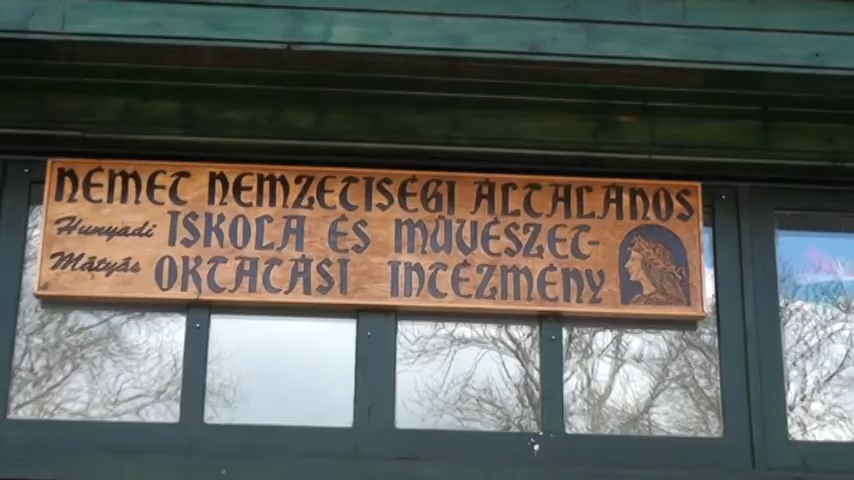 NÉMET NEMZETISÉGI ÁLTALÁNOS
Hunyadi ISKOLA ÉS MŰVÉSZET-
Mátyás OKTATÁSI INTÉZMÉNY